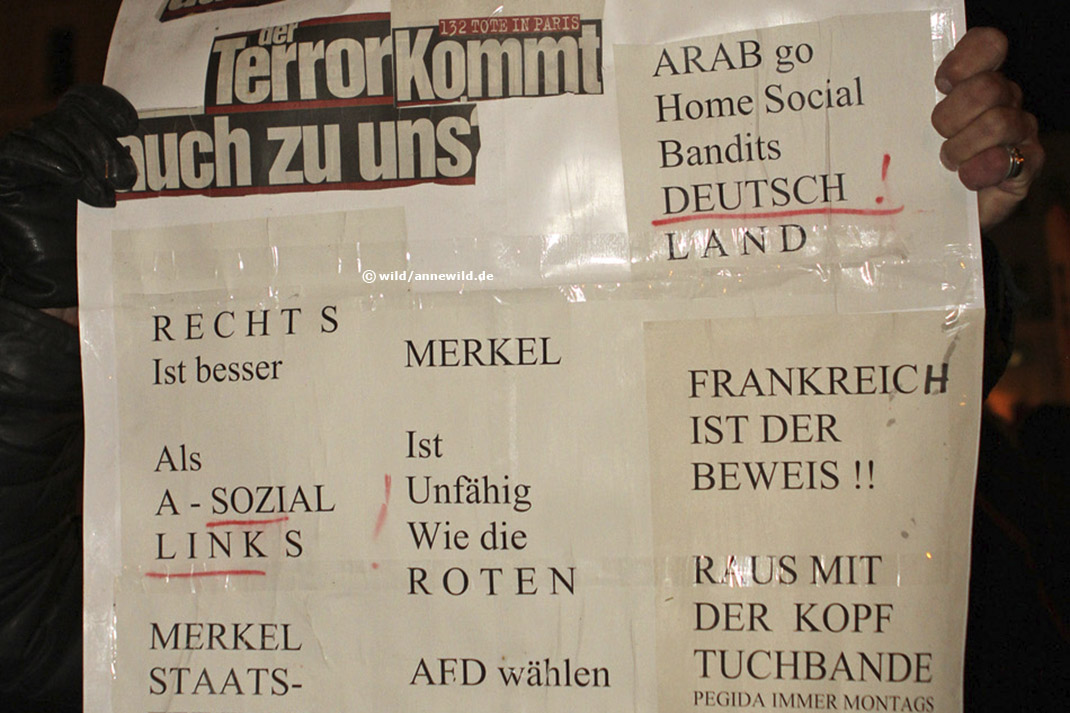 132 TOTE IN PARIS
der
Terror Kommt
auch zu uns
ARAB go
Home Social
Bandits
DEUTSCH !
LAND
© wild/annewild.de
RECHTS
Ist besser
Als
A - SOZIAL
LINKS !
MERKEL
STAATS-
MERKEL
Ist
Unfähig
Wie die
ROTEN
AFD wählen
FRANKREICH
IST DER
BEWEIS !!
RAUS MIT
DER KOPF
TUCHBANDE
PEGIDA IMMER MONTAGS